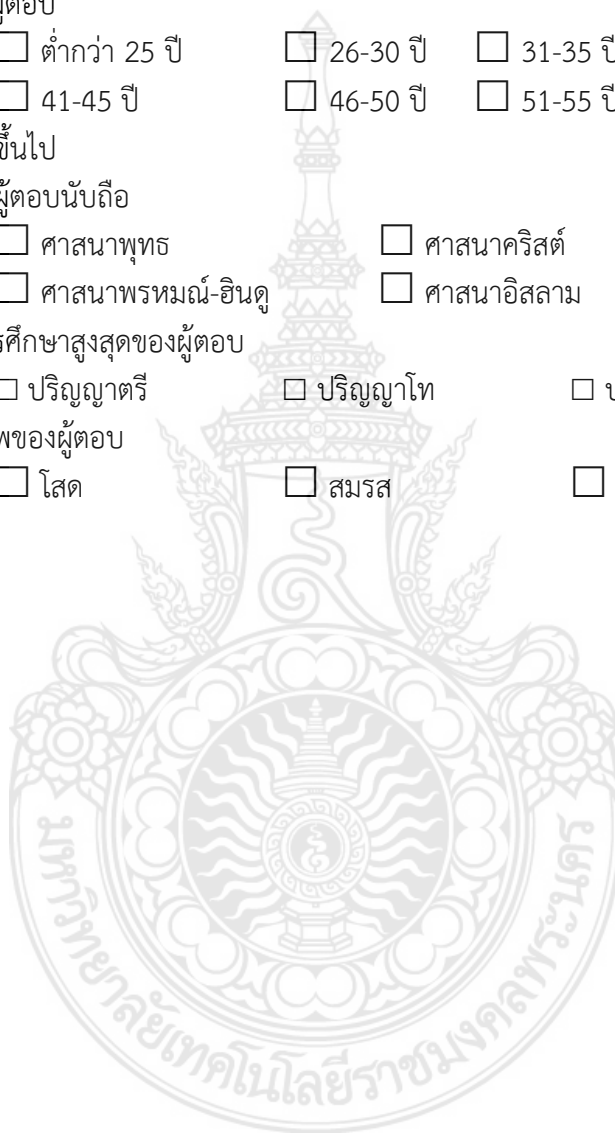 ผู้ตอบ
☐ ต่ำกว่า 25 ปี ☐ 26-30 ปี ☐ 31-35 ปี
☐ 41-45 ปี ☐ 46-50 ปี ☐ 51-55 ปี
ขึ้นไป
ผู้ตอบนับถือ
☐ ศาสนาพุทธ ☐ ศาสนาคริสต์
☐ ศาสนาพรหมณ์-ฮินดู ☐ ศาสนาอิสลาม
รศึกษาสูงสุดของผู้ตอบ
☐ ปริญญาตรี ☐ ปริญญาโท ☐
พของผู้ตอบ
☐ โสด ☐ สมรส ☐
มหาวิทยาลัยเทคโนโลยีราชมงคลพระนคร